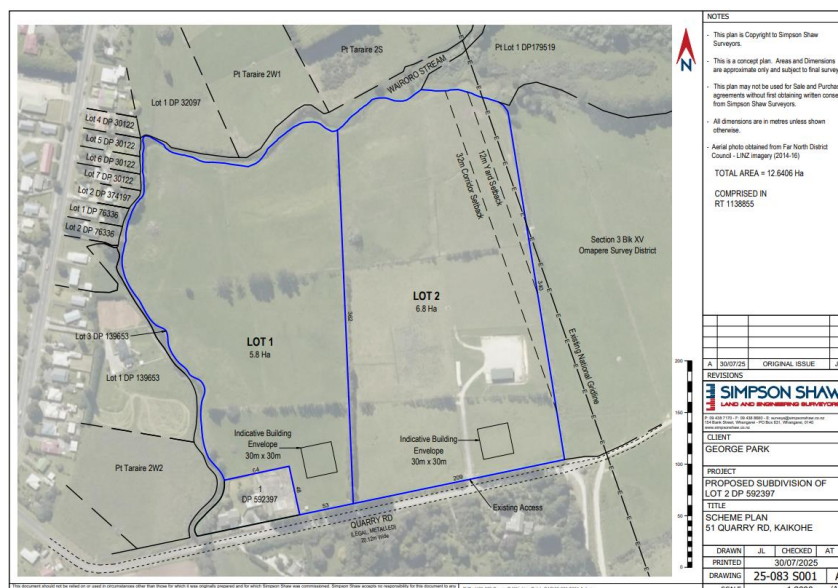 NOTES
- This plan is Copyright to Simpson Shaw
Surveyors.
- This is a concept plan. Areas and Dimensions
are approximate only and subject to final survey
- This plan may not be used for Sale and Purchas
agreements without first obtaining written conse
from Simpson Shaw Surveyors.
- All dimensions are in metres unless shown
otherwise.
- Aerial photo obtained from Far North District
Council - LINZ imagery (2014-16)
TOTAL AREA = 12.6406 Ha
COMPRISED IN
RT 1138855
N
Pt Taraire 2S
Pt Lot 1 DP179519
Pt Taraire 2W1
WAIRORO STREAM
Lot 1 DP 32097
Lot 4 DP 30122
Lot 5 DP 30122
Lot 6 DP 30122
Lot 7 DP 30122
Lot 2 DP 374197
Lot 1 DP 76336
Lot 2 DP 76336
32m Corridor Setback
12m Yard Setback
Section 3 Blk XV
Omapere Survey District
LOT 2
6.8 Ha
LOT 1
5.8 Ha
362
340
Lot 3 DP 139653
Lot 1 DP 139653
Existing National Gridline
Pt Taraire 2W2
Indicative Building
Envelope
30m x 30m
Indicative Building
Envelope
30m x 30m
74
46
1
DP 592397
53
209
Existing Access
QUARRY RD
(LEGAL, METALLED)
20.12m Wide
200
150
100
50
0
A 30/07/25 ORIGINAL ISSUE J
REVISIONS
SIMPSON SHAW
LAND AND ENGINEERING SURVEYORS
CLIENT
GEORGE PARK
PROJECT
PROPOSED SUBDIVISION OF
LOT 2 DP 592397
TITLE
SCHEME PLAN
51 QUARRY RD, KAIKOHE
DRAWN JL CHECKED AT
PRINTED 30/07/2025
DRAWING 25-083 S001